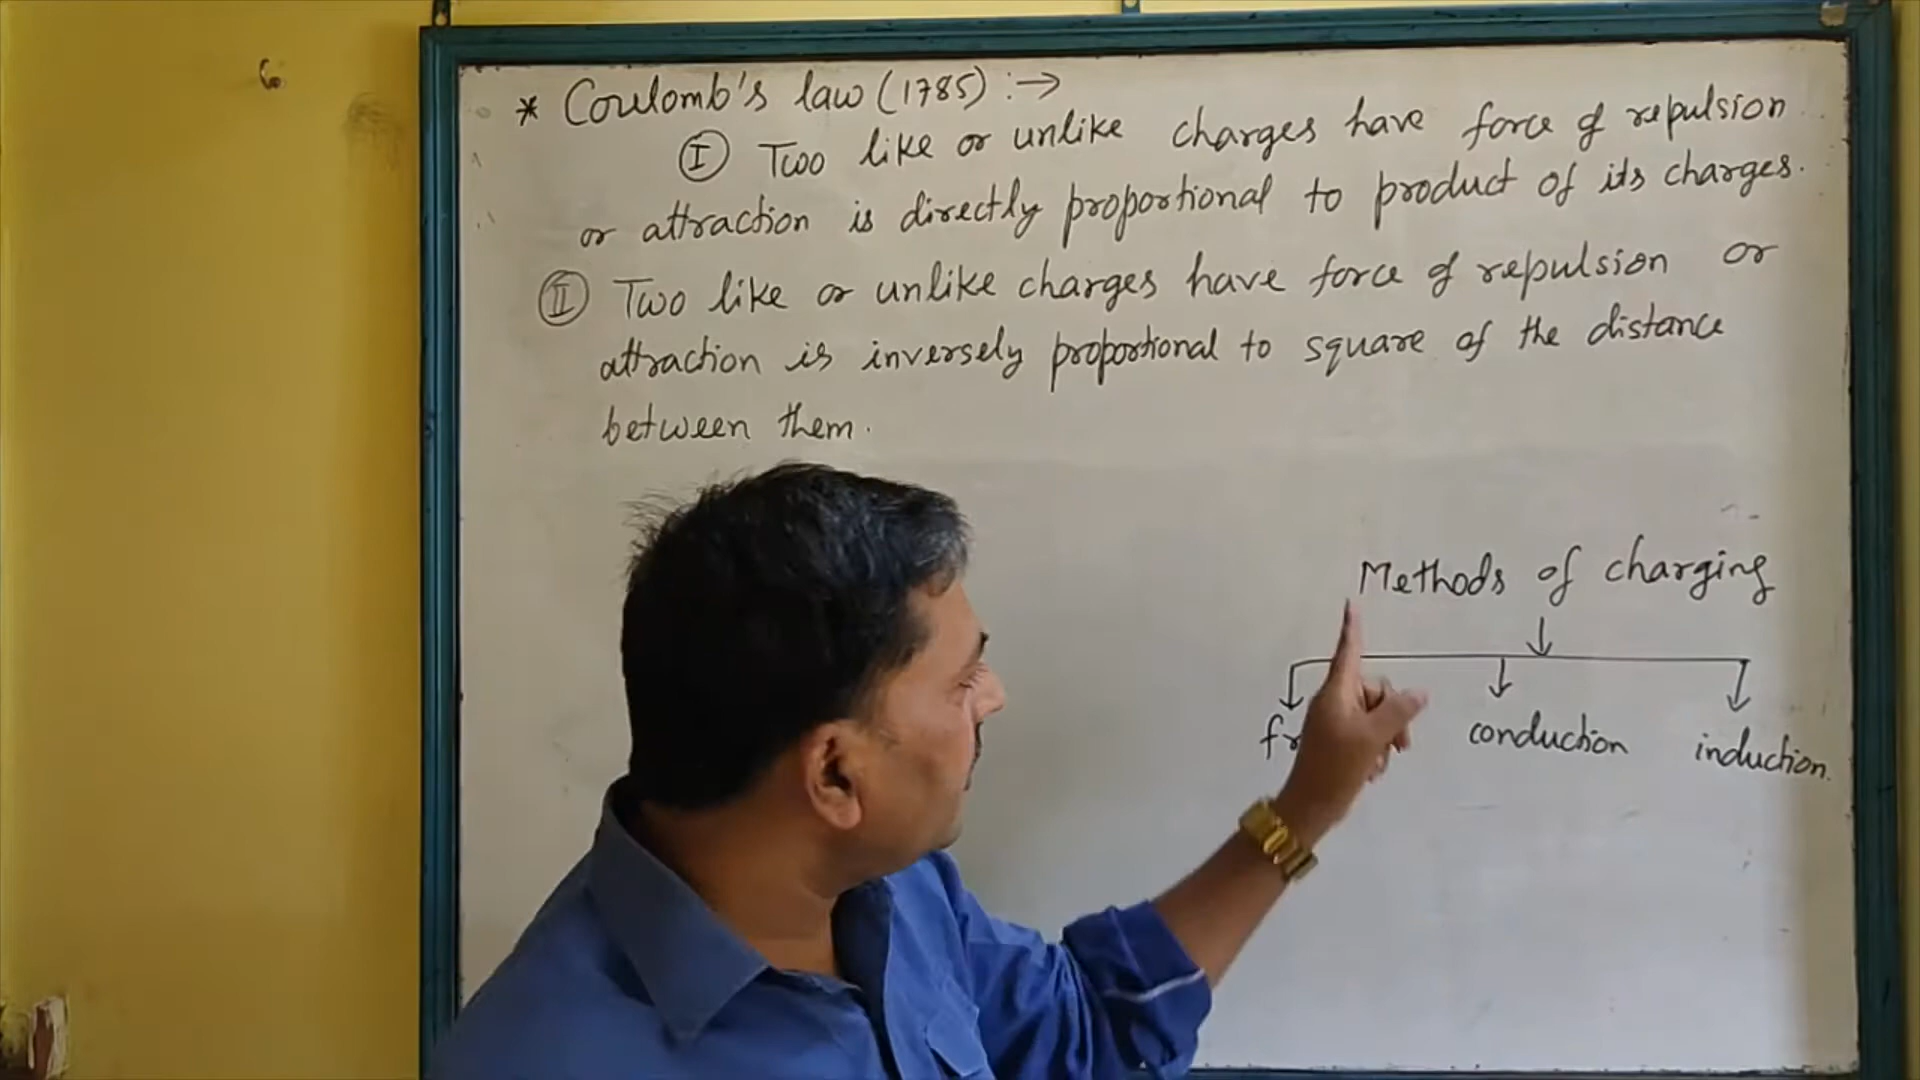 * Coulomb's law (1785) :→
I Two like or unlike charges have force of repulsion
or attraction is directly proportional to product of its charges.
II Two like or unlike charges have force of repulsion or
attraction is inversely proportional to square of the distance
between them.
Methods of charging
conduction induction.